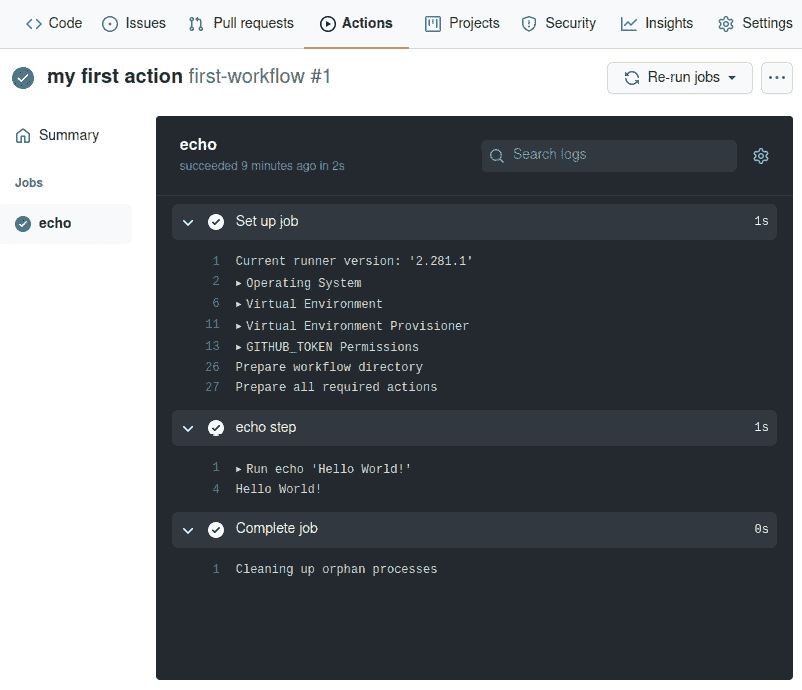 Code Issues Pull requests Actions Projects Security Insights Settings
my first action first-workflow #1 Re-run jobs
Summary
Jobs
echo
echo
succeeded 9 minutes ago in 2s
Search logs
Set up job 1s
1 Current runner version: '2.281.1'
2 Operating System
6 Virtual Environment
11 Virtual Environment Provisioner
13 GITHUB_TOKEN Permissions
26 Prepare workflow directory
27 Prepare all required actions
echo step 1s
1 Run echo 'Hello World!'
4 Hello World!
Complete job 0s
1 Cleaning up orphan processes